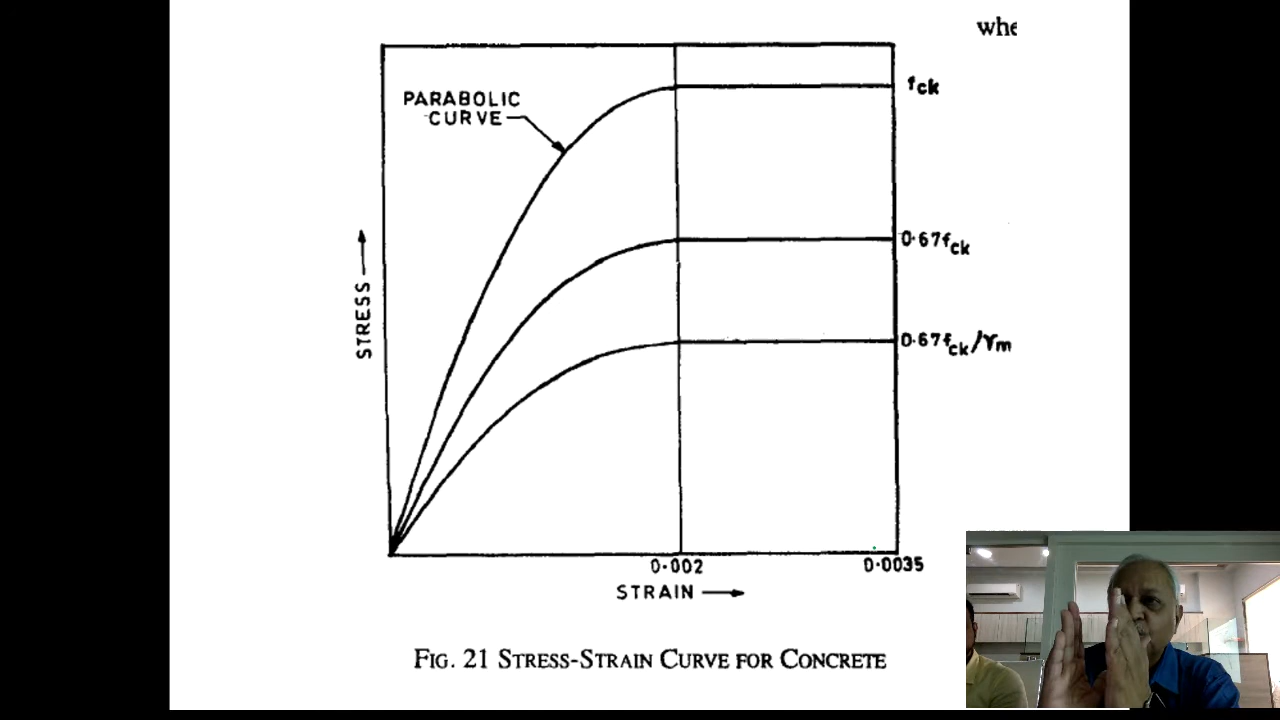 whe
PARABOLIC
CURVE
fck
0.67fck
0.67fck/γm
STRESS
0.002
0.0035
STRAIN
FIG. 21 STRESS-STRAIN CURVE FOR CONCRETE